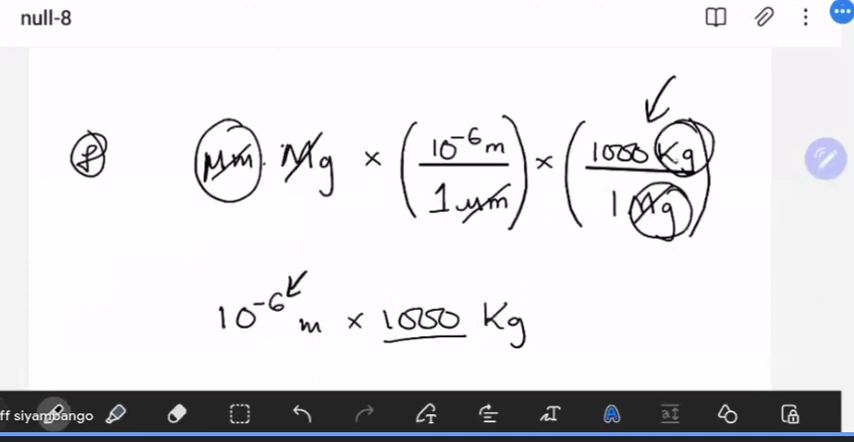 null-8
f μm · Mg × (10⁻⁶ m / 1 μm) × (1000 Kg / 1 Mg)
10⁻⁶ m × 1000 Kg
ff siyambango